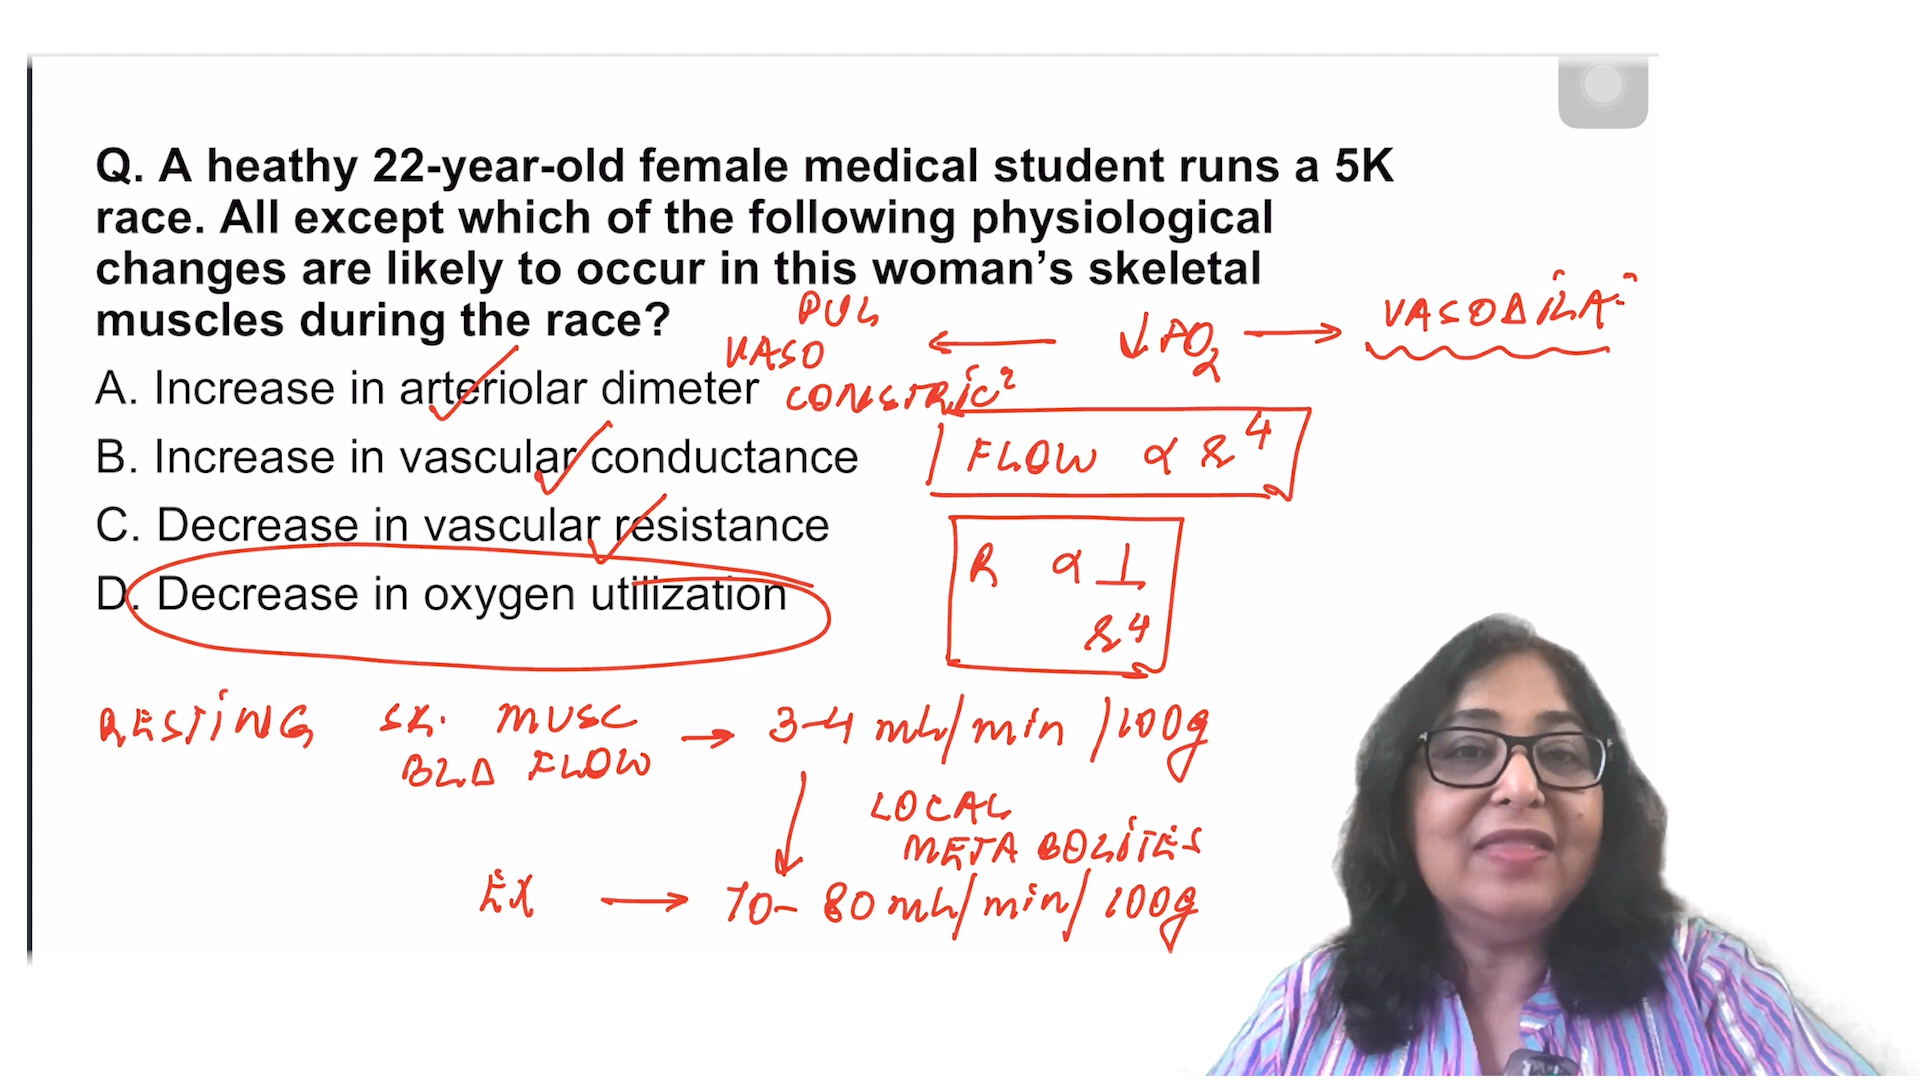 Q. A heathy 22-year-old female medical student runs a 5K
race. All except which of the following physiological
changes are likely to occur in this woman's skeletal
muscles during the race?
A. Increase in arteriolar dimeter
B. Increase in vascular conductance
C. Decrease in vascular resistance
D. Decrease in oxygen utilization
PUL
VASO
CONSTRIC
↓PO2
VASODILA
FLOW ∝ r4
R ∝ 1
r4
RESTING SK. MUSC → 3-4 mL/min/100g
BLD FLOW
LOCAL
METABOLITES
EX → 70-80 mL/min/100g